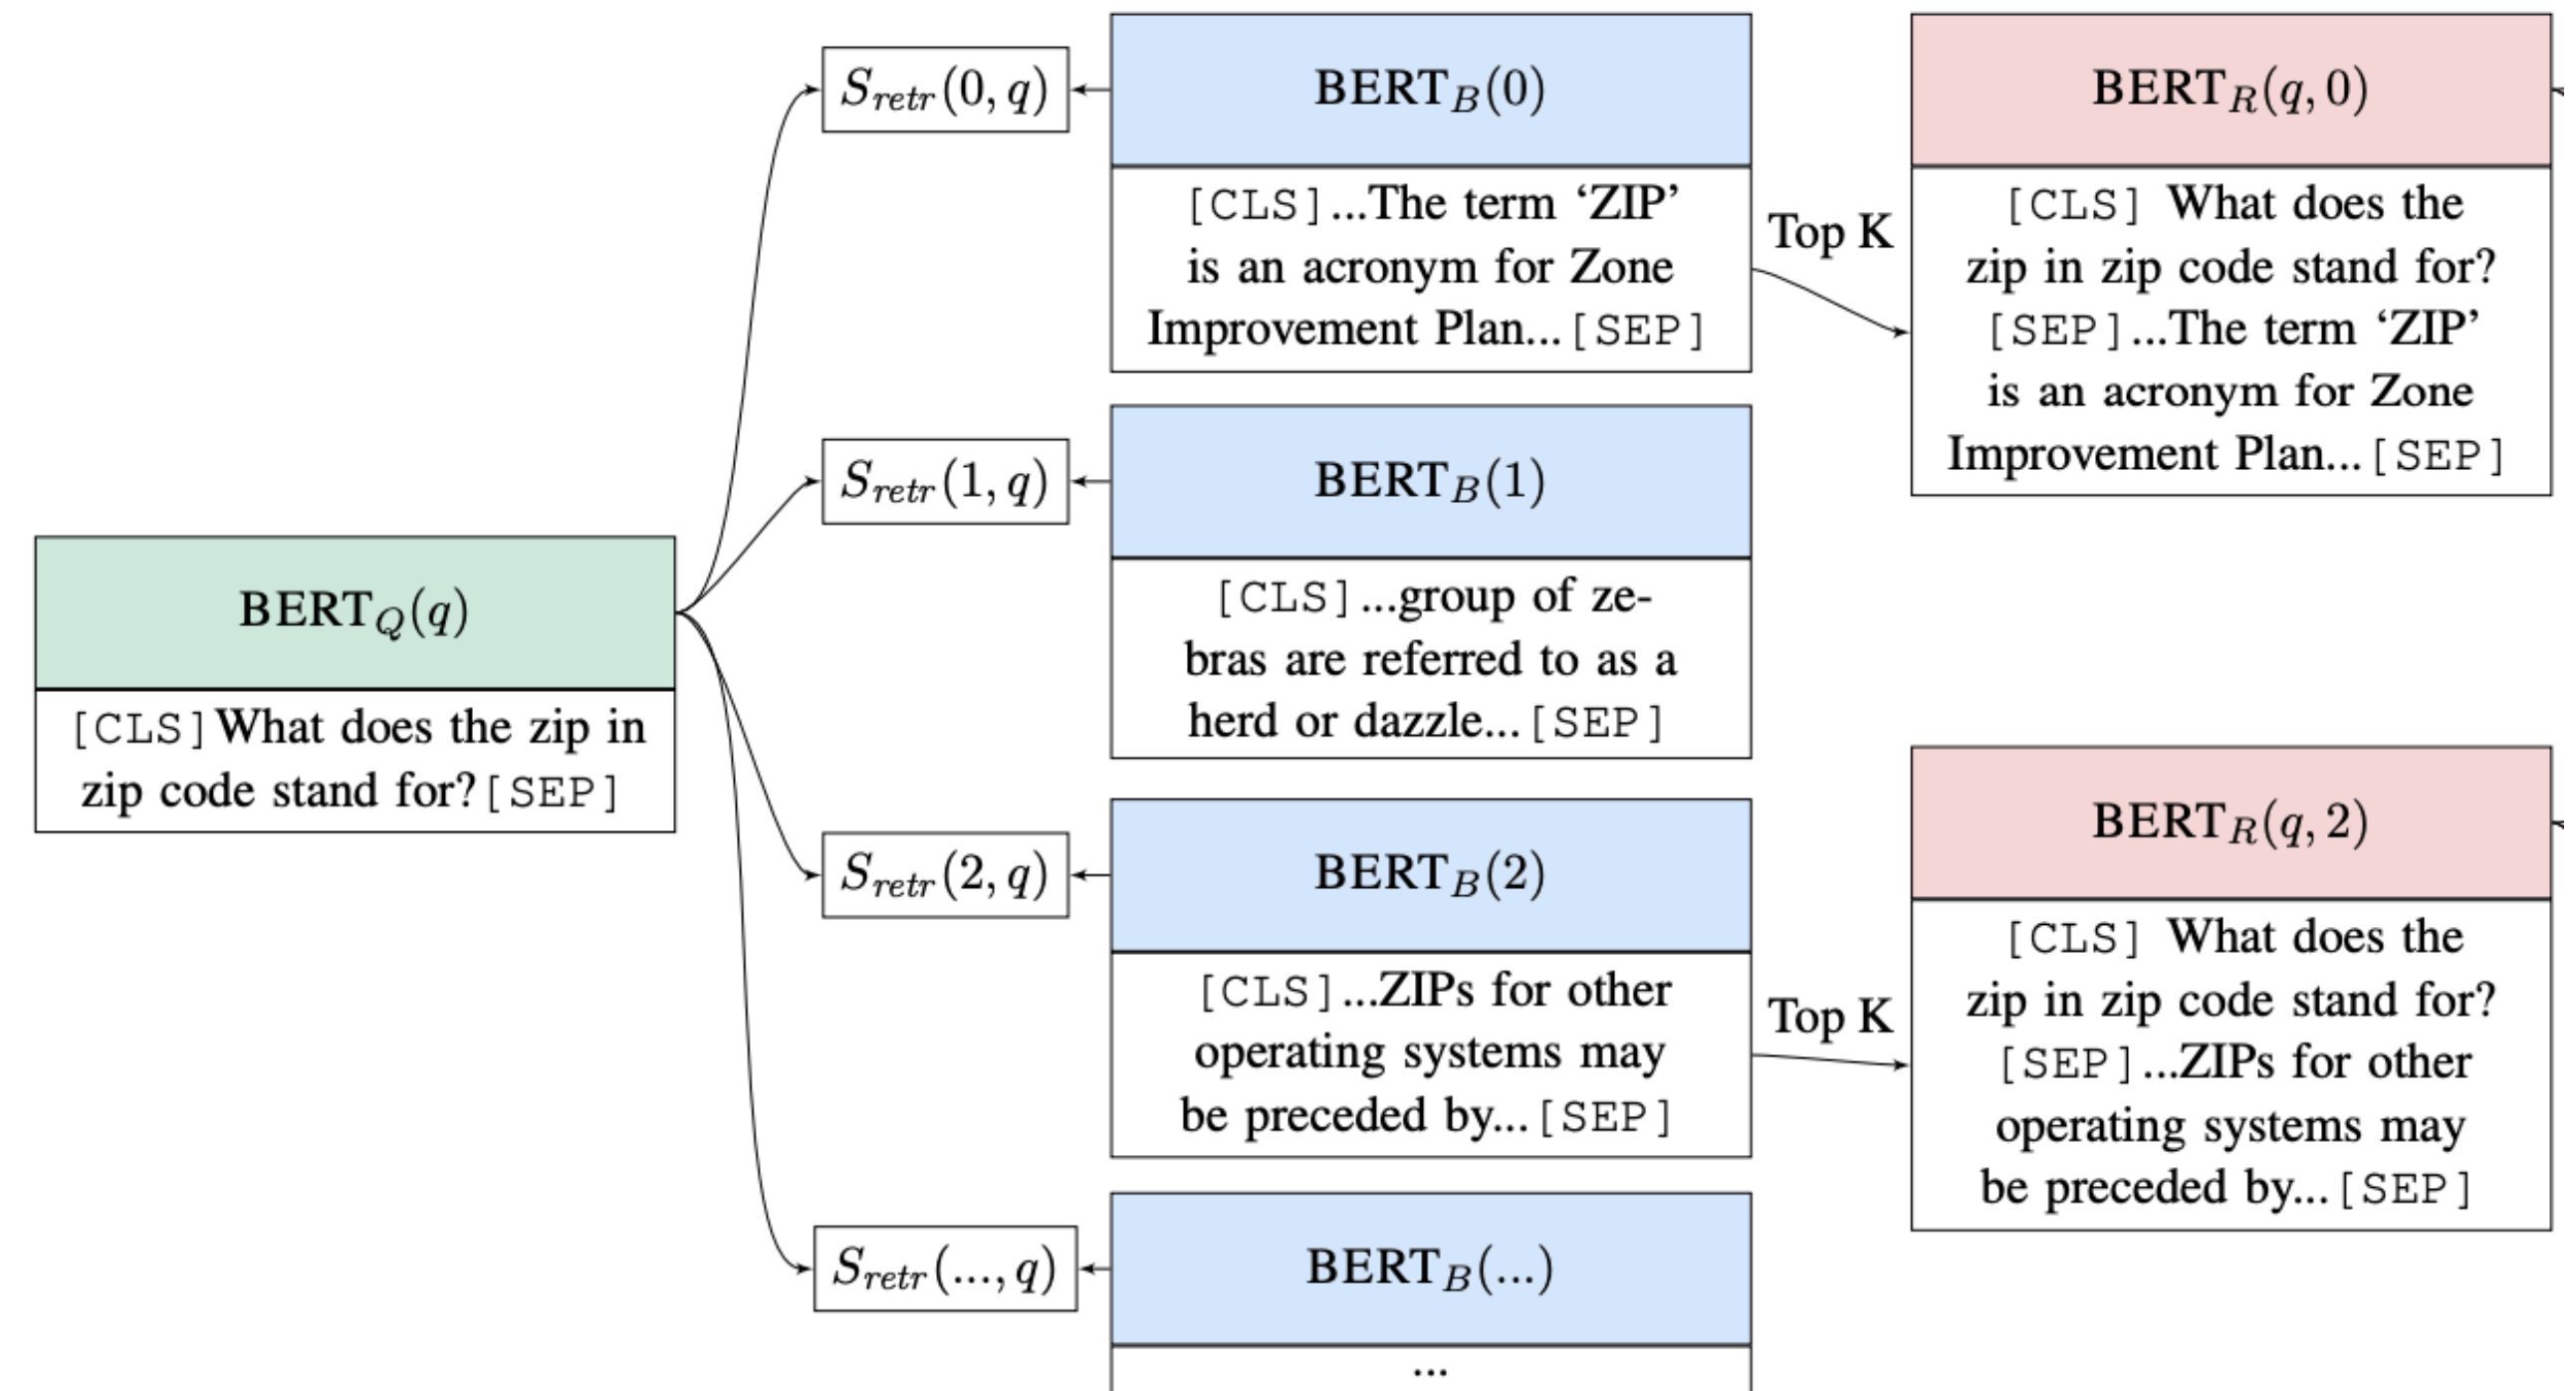 BERT_Q(q)
[CLS]What does the zip in
zip code stand for?[SEP]
S_retr(0, q)
S_retr(1, q)
S_retr(2, q)
S_retr(..., q)
BERT_B(0)
[CLS]...The term ‘ZIP’
is an acronym for Zone
Improvement Plan...[SEP]
BERT_B(1)
[CLS]...group of ze-
bras are referred to as a
herd or dazzle...[SEP]
BERT_B(2)
[CLS]...ZIPs for other
operating systems may
be preceded by...[SEP]
BERT_B(...)
...
Top K
Top K
BERT_R(q, 0)
[CLS] What does the
zip in zip code stand for?
[SEP]...The term ‘ZIP’
is an acronym for Zone
Improvement Plan...[SEP]
BERT_R(q, 2)
[CLS] What does the
zip in zip code stand for?
[SEP]...ZIPs for other
operating systems may
be preceded by...[SEP]